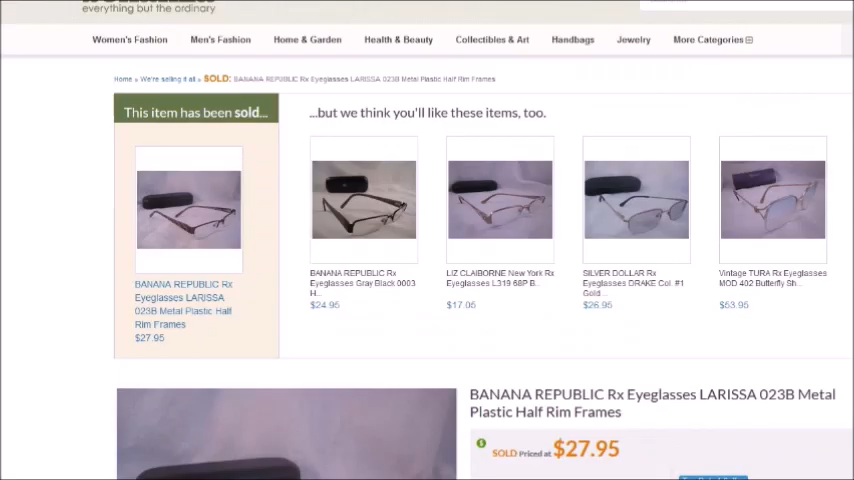 everything but the ordinary
Women's Fashion Men's Fashion Home & Garden Health & Beauty Collectibles & Art Handbags Jewelry More Categories
Home » We're selling it all » SOLD: BANANA REPUBLIC Rx Eyeglasses LARISSA 023B Metal Plastic Half Rim Frames
This item has been sold...
...but we think you'll like these items, too.
BANANA REPUBLIC Rx
Eyeglasses LARISSA
023B Metal Plastic Half
Rim Frames
$27.95
BANANA REPUBLIC Rx
Eyeglasses Gray Black 0003
H...
$24.95
LIZ CLAIBORNE New York Rx
Eyeglasses L319 68P B...
$17.05
SILVER DOLLAR Rx
Eyeglasses DRAKE Col. #1
Gold ...
$26.95
Vintage TURA Rx Eyeglasses
MOD 402 Butterfly Sh...
$53.95
BANANA REPUBLIC Rx Eyeglasses LARISSA 023B Metal
Plastic Half Rim Frames
SOLD Priced at $27.95